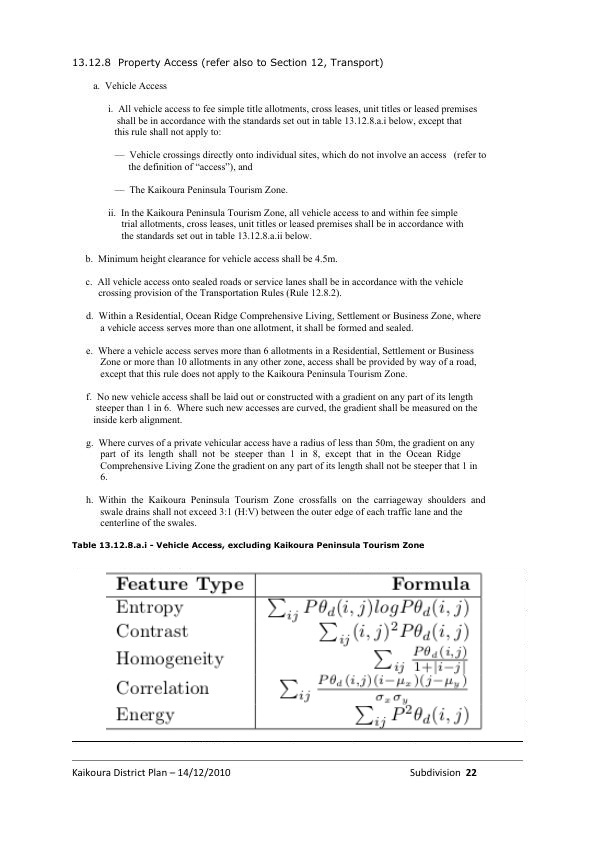 13.12.8 Property Access (refer also to Section 12, Transport)
a. Vehicle Access
i. All vehicle access to fee simple title allotments, cross leases, unit titles or leased premises
shall be in accordance with the standards set out in table 13.12.8.a.i below, except that
this rule shall not apply to:
— Vehicle crossings directly onto individual sites, which do not involve an access (refer to
the definition of “access”), and
— The Kaikoura Peninsula Tourism Zone.
ii. In the Kaikoura Peninsula Tourism Zone, all vehicle access to and within fee simple
trial allotments, cross leases, unit titles or leased premises shall be in accordance with
the standards set out in table 13.12.8.a.ii below.
b. Minimum height clearance for vehicle access shall be 4.5m.
c. All vehicle access onto sealed roads or service lanes shall be in accordance with the vehicle
crossing provision of the Transportation Rules (Rule 12.8.2).
d. Within a Residential, Ocean Ridge Comprehensive Living, Settlement or Business Zone, where
a vehicle access serves more than one allotment, it shall be formed and sealed.
e. Where a vehicle access serves more than 6 allotments in a Residential, Settlement or Business
Zone or more than 10 allotments in any other zone, access shall be provided by way of a road,
except that this rule does not apply to the Kaikoura Peninsula Tourism Zone.
f. No new vehicle access shall be laid out or constructed with a gradient on any part of its length
steeper than 1 in 6. Where such new accesses are curved, the gradient shall be measured on the
inside kerb alignment.
g. Where curves of a private vehicular access have a radius of less than 50m, the gradient on any
part of its length shall not be steeper than 1 in 8, except that in the Ocean Ridge
Comprehensive Living Zone the gradient on any part of its length shall not be steeper that 1 in
6.
h. Within the Kaikoura Peninsula Tourism Zone crossfalls on the carriageway shoulders and
swale drains shall not exceed 3:1 (H:V) between the outer edge of each traffic lane and the
centerline of the swales.
Table 13.12.8.a.i - Vehicle Access, excluding Kaikoura Peninsula Tourism Zone
Feature Type Formula
Entropy ∑_{ij} Pθ_d(i, j)logPθ_d(i, j)
Contrast ∑_{ij}(i, j)²Pθ_d(i, j)
Homogeneity ∑_{ij} \frac{Pθ_d(i,j)}{1+|i−j|}
Correlation ∑_{ij} \frac{Pθ_d(i,j)(i−μ_x)(j−μ_y)}{σ_xσ_y}
Energy ∑_{ij} P²θ_d(i, j)
Kaikoura District Plan – 14/12/2010 Subdivision 22